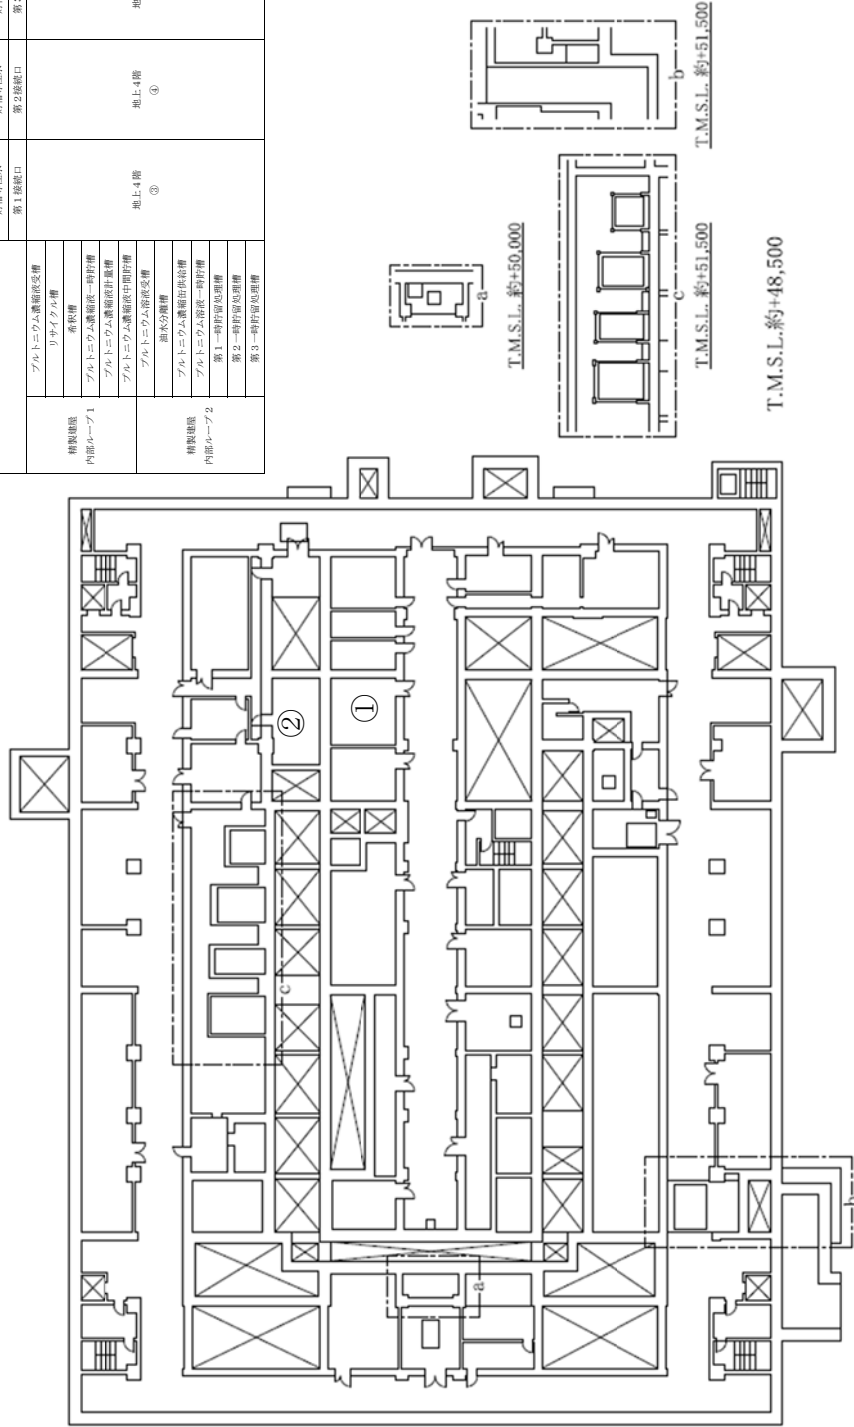 第1接続口
第2接続口
精製建屋
内部ループ1
プルトニウム濃縮液受槽
リサイクル槽
希釈槽
プルトニウム濃縮液一時貯槽
プルトニウム濃縮液計量槽
プルトニウム濃縮液中間貯槽
地上4階
③
地上4階
④
精製建屋
内部ループ2
プルトニウム溶液受槽
油水分離槽
プルトニウム濃縮缶供給槽
プルトニウム溶液一時貯槽
第1一時貯留処理槽
第2一時貯留処理槽
第3一時貯留処理槽
a
T.M.S.L. 約+50,000
b
T.M.S.L. 約+51,500
c
T.M.S.L. 約+51,500
T.M.S.L.約+48,500
①
②
c
a
b